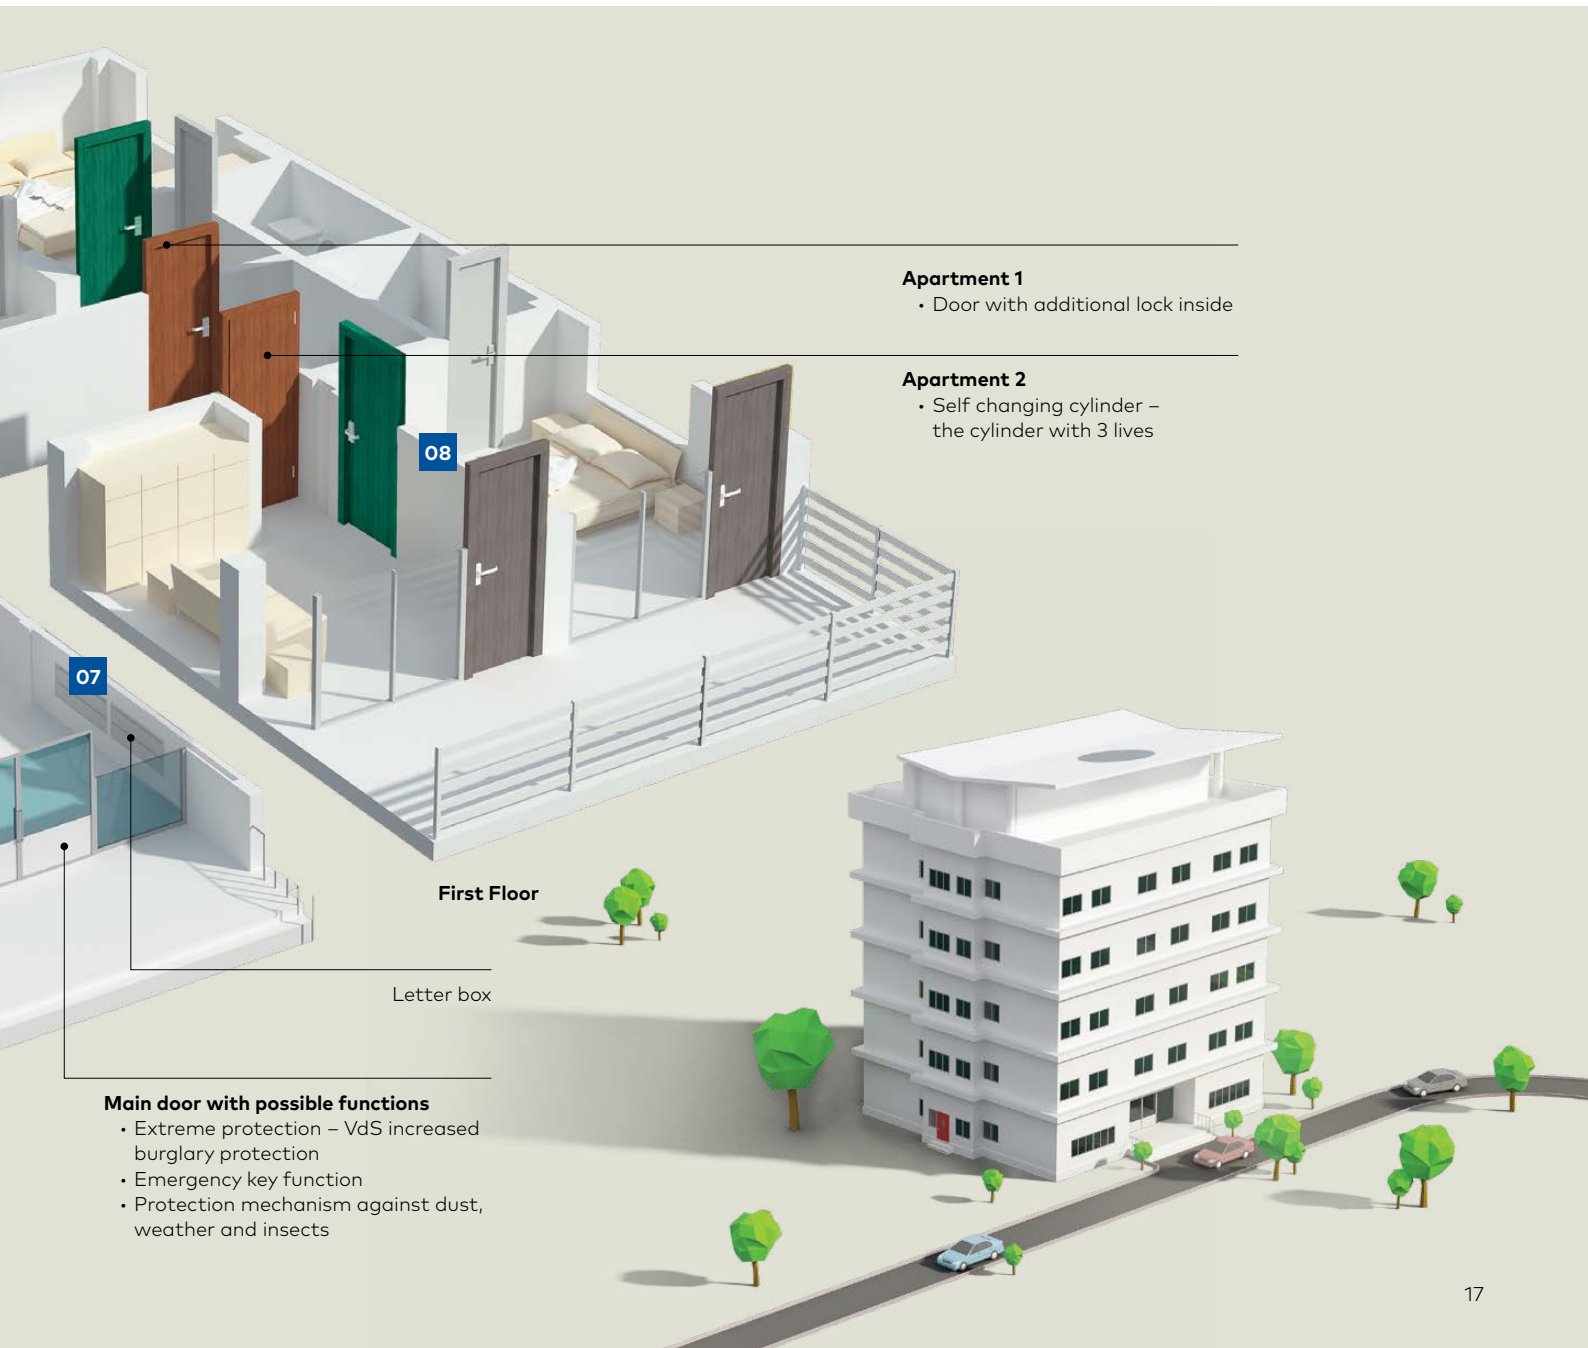 Apartment 1
• Door with additional lock inside
Apartment 2
• Self changing cylinder –
the cylinder with 3 lives
08
07
First Floor
Letter box
Main door with possible functions
• Extreme protection – VdS increased
burglary protection
• Emergency key function
• Protection mechanism against dust,
weather and insects
17